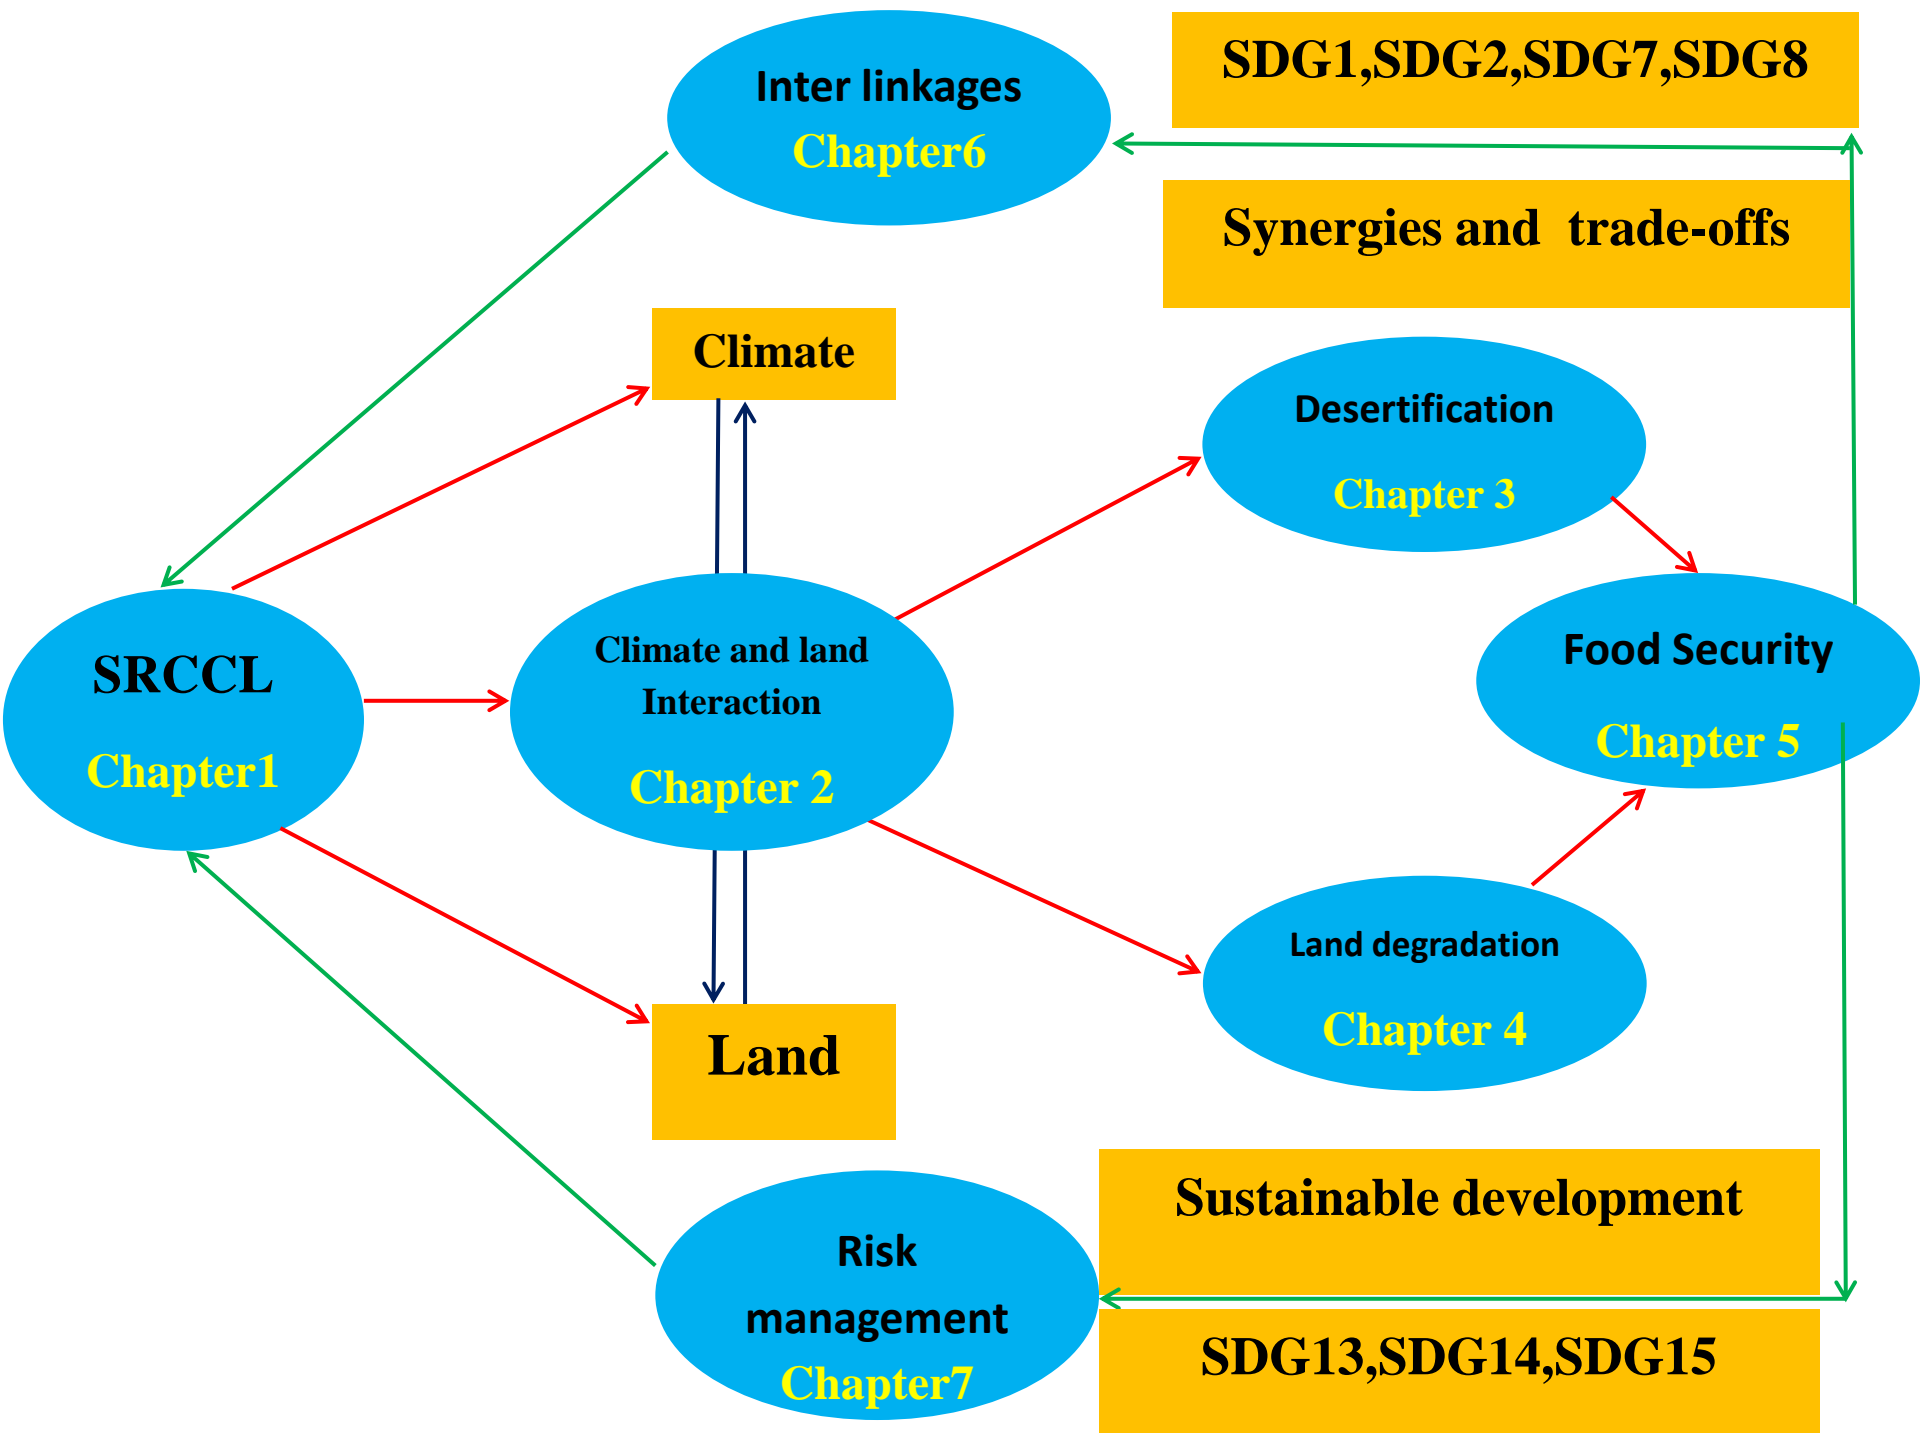 Inter linkages
Chapter6
SDG1,SDG2,SDG7,SDG8
Synergies and trade-offs
Climate
Desertification
Chapter 3
SRCCL
Chapter1
Climate and land
Interaction
Chapter 2
Food Security
Chapter 5
Land degradation
Chapter 4
Land
Sustainable development
Risk
management
Chapter7
SDG13,SDG14,SDG15